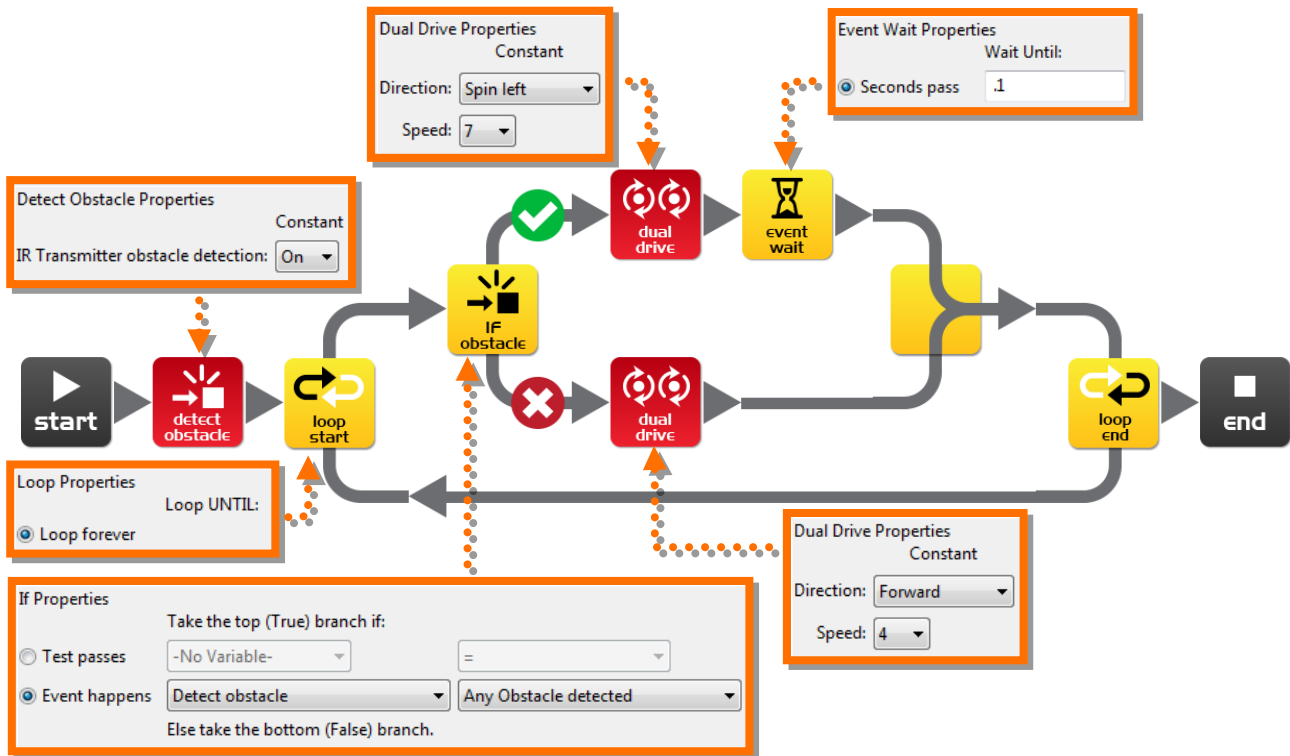 Dual Drive Properties
Constant
Direction: Spin left
Speed: 7
Event Wait Properties
Wait Until:
Seconds pass .1
Detect Obstacle Properties
Constant
IR Transmitter obstacle detection: On
dual
drive
event
wait
if
obstacle
start
detect
obstacle
loop
start
dual
drive
loop
end
end
Loop Properties
Loop UNTIL:
Loop forever
Dual Drive Properties
Constant
Direction: Forward
Speed: 4
If Properties
Take the top (True) branch if:
Test passes -No Variable- =
Event happens Detect obstacle Any Obstacle detected
Else take the bottom (False) branch.